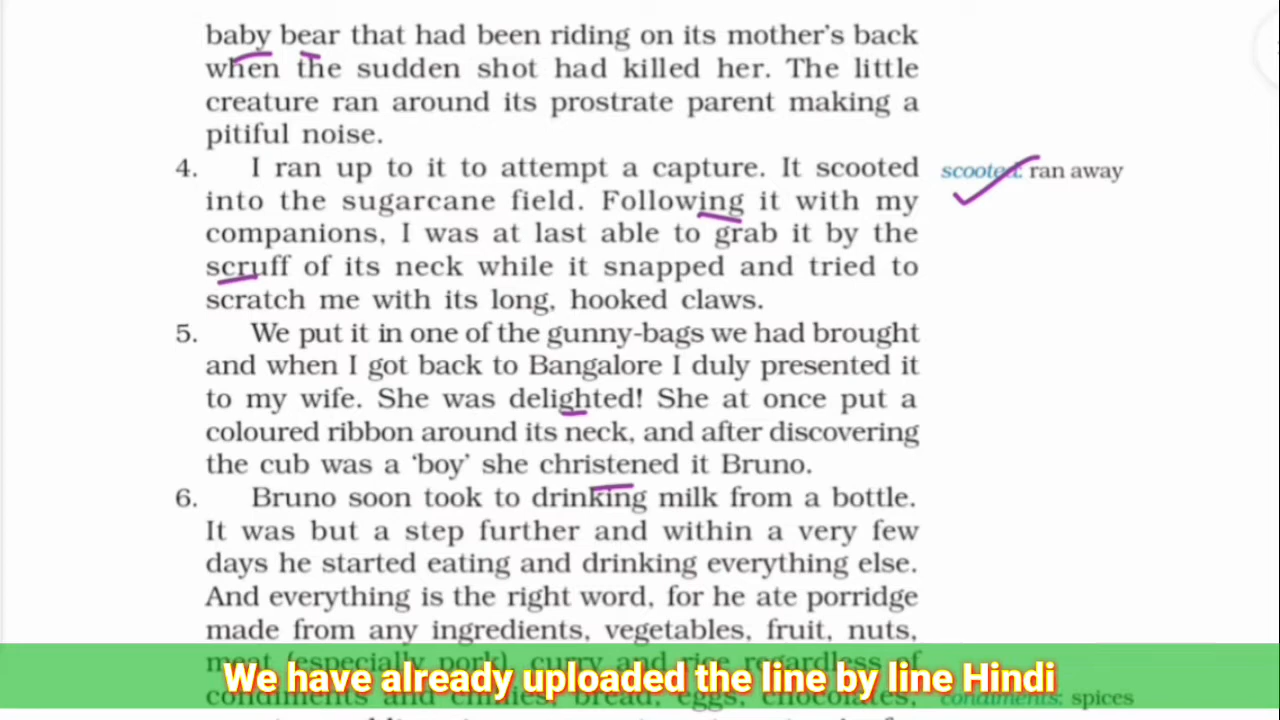 baby bear that had been riding on its mother's back
when the sudden shot had killed her. The little
creature ran around its prostrate parent making a
pitiful noise.
4. I ran up to it to attempt a capture. It scooted
scooted: ran away
into the sugarcane field. Following it with my
companions, I was at last able to grab it by the
scruff of its neck while it snapped and tried to
scratch me with its long, hooked claws.
5. We put it in one of the gunny-bags we had brought
and when I got back to Bangalore I duly presented it
to my wife. She was delighted! She at once put a
coloured ribbon around its neck, and after discovering
the cub was a ‘boy’ she christened it Bruno.
6. Bruno soon took to drinking milk from a bottle.
It was but a step further and within a very few
days he started eating and drinking everything else.
And everything is the right word, for he ate porridge
made from any ingredients, vegetables, fruit, nuts,
meat (especially pork), curry and rice regardless of
We have already uploaded the line by line Hindi
condiments and chillies, bread, eggs, chocolates,
condiments: spices